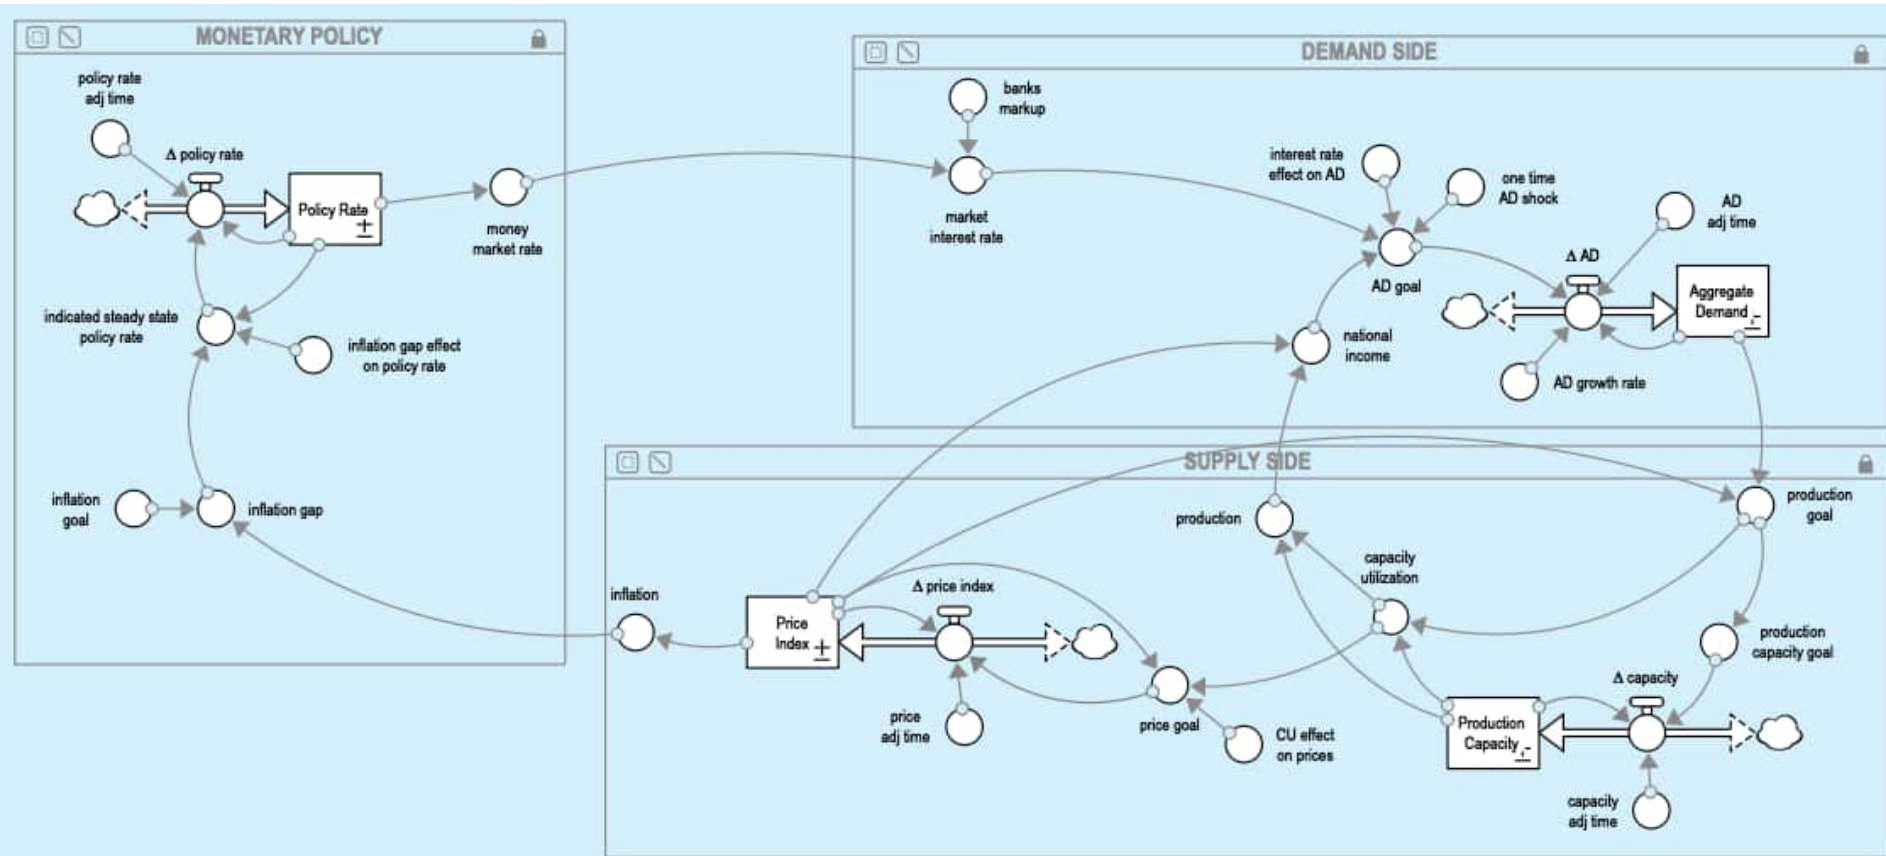 MONETARY POLICY
policy rate
adj time
Δ policy rate
Policy Rate
money
market rate
indicated steady state
policy rate
inflation gap effect
on policy rate
inflation
goal
inflation gap
DEMAND SIDE
banks
markup
market
interest rate
interest rate
effect on AD
one time
AD shock
AD
adj time
AD goal
Δ AD
Aggregate
Demand
national
income
AD growth rate
SUPPLY SIDE
production
production
goal
capacity
utilization
inflation
Price
Index
Δ price index
price
adj time
price goal
CU effect
on prices
production
capacity goal
Δ capacity
Production
Capacity
capacity
adj time